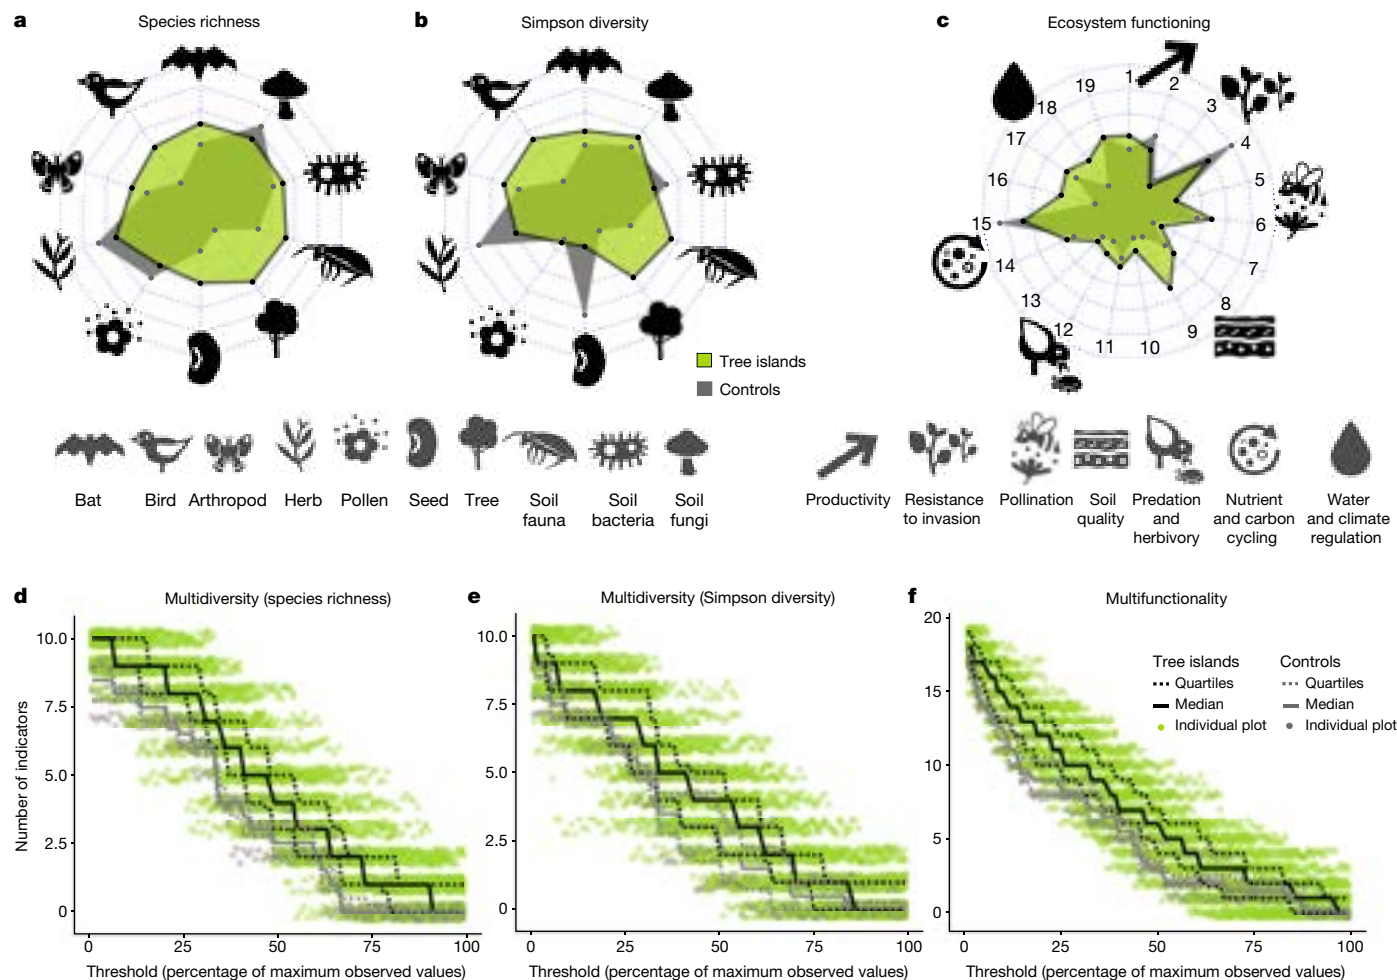 a
Species richness
b
Simpson diversity
c
Ecosystem functioning
1
2
3
4
5
6
7
8
9
10
11
12
13
14
15
16
17
18
19
Tree islands
Controls
Bat
Bird
Arthropod
Herb
Pollen
Seed
Tree
Soil
fauna
Soil
bacteria
Soil
fungi
Productivity
Resistance
to invasion
Pollination
Soil
quality
Predation
and
herbivory
Nutrient
and carbon
cycling
Water
and climate
regulation
d
Multidiversity (species richness)
Number of indicators
10.0
7.5
5.0
2.5
0
0
25
50
75
100
Threshold (percentage of maximum observed values)
e
Multidiversity (Simpson diversity)
10.0
7.5
5.0
2.5
0
0
25
50
75
100
Threshold (percentage of maximum observed values)
f
Multifunctionality
20
15
10
5
0
Tree islands
Quartiles
Median
Individual plot
Controls
Quartiles
Median
Individual plot
0
25
50
75
100
Threshold (percentage of maximum observed values)